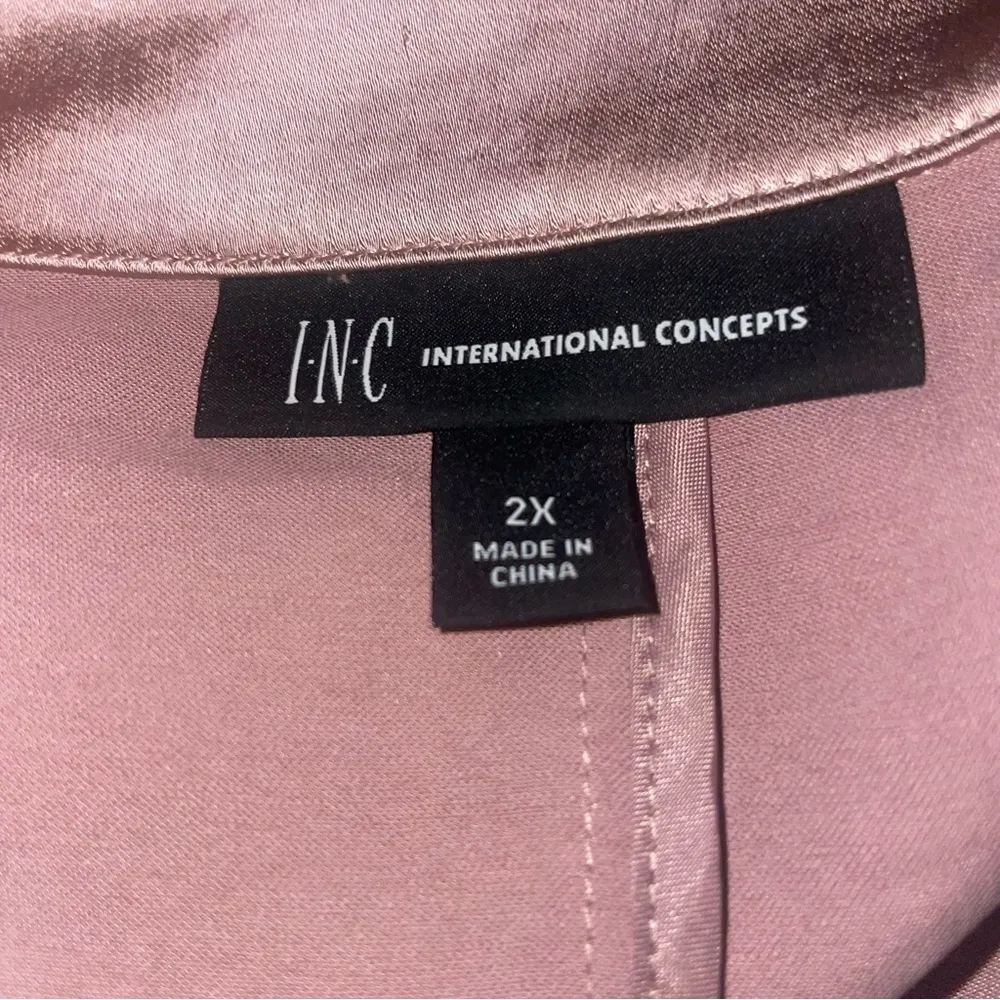 I·N·C INTERNATIONAL CONCEPTS
2X
MADE IN
CHINA